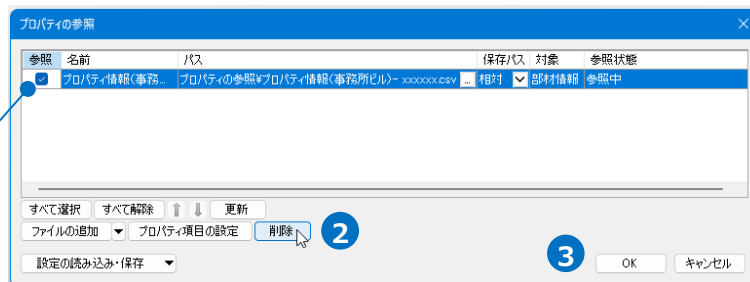 プロパティの参照
参照 名前 パス 保存パス 対象 参照状態
プロパティ情報(事務... プロパティの参照¥プロパティ情報(事務所ビル)- xxxxxx.csv ... 相対 部材情報 参照中
すべて選択 すべて解除 ↑ ↓ 更新
ファイルの追加 ▼ プロパティ項目の設定 削除 2
設定の読み込み・保存 ▼ 3 OK キャンセル